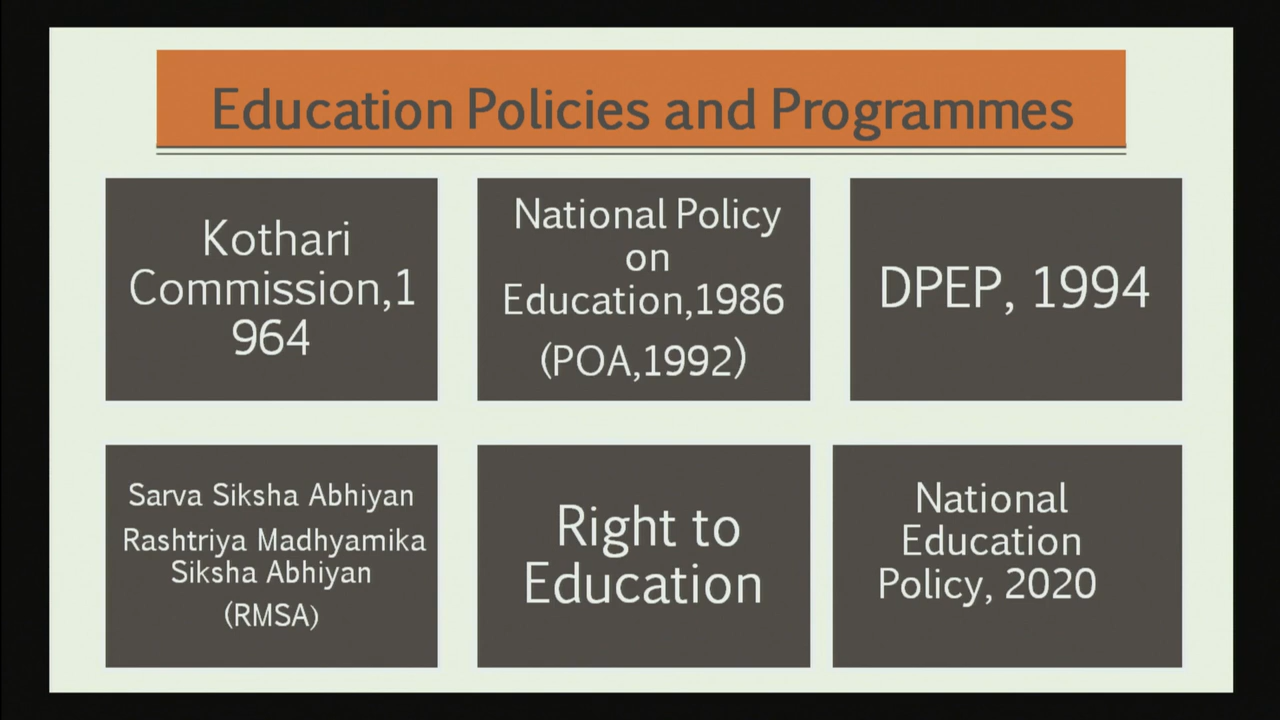 Education Policies and Programmes
Kothari
Commission,1
964
National Policy
on
Education,1986
(POA,1992)
DPEP, 1994
Sarva Siksha Abhiyan
Rashtriya Madhyamika
Siksha Abhiyan
(RMSA)
Right to
Education
National
Education
Policy, 2020